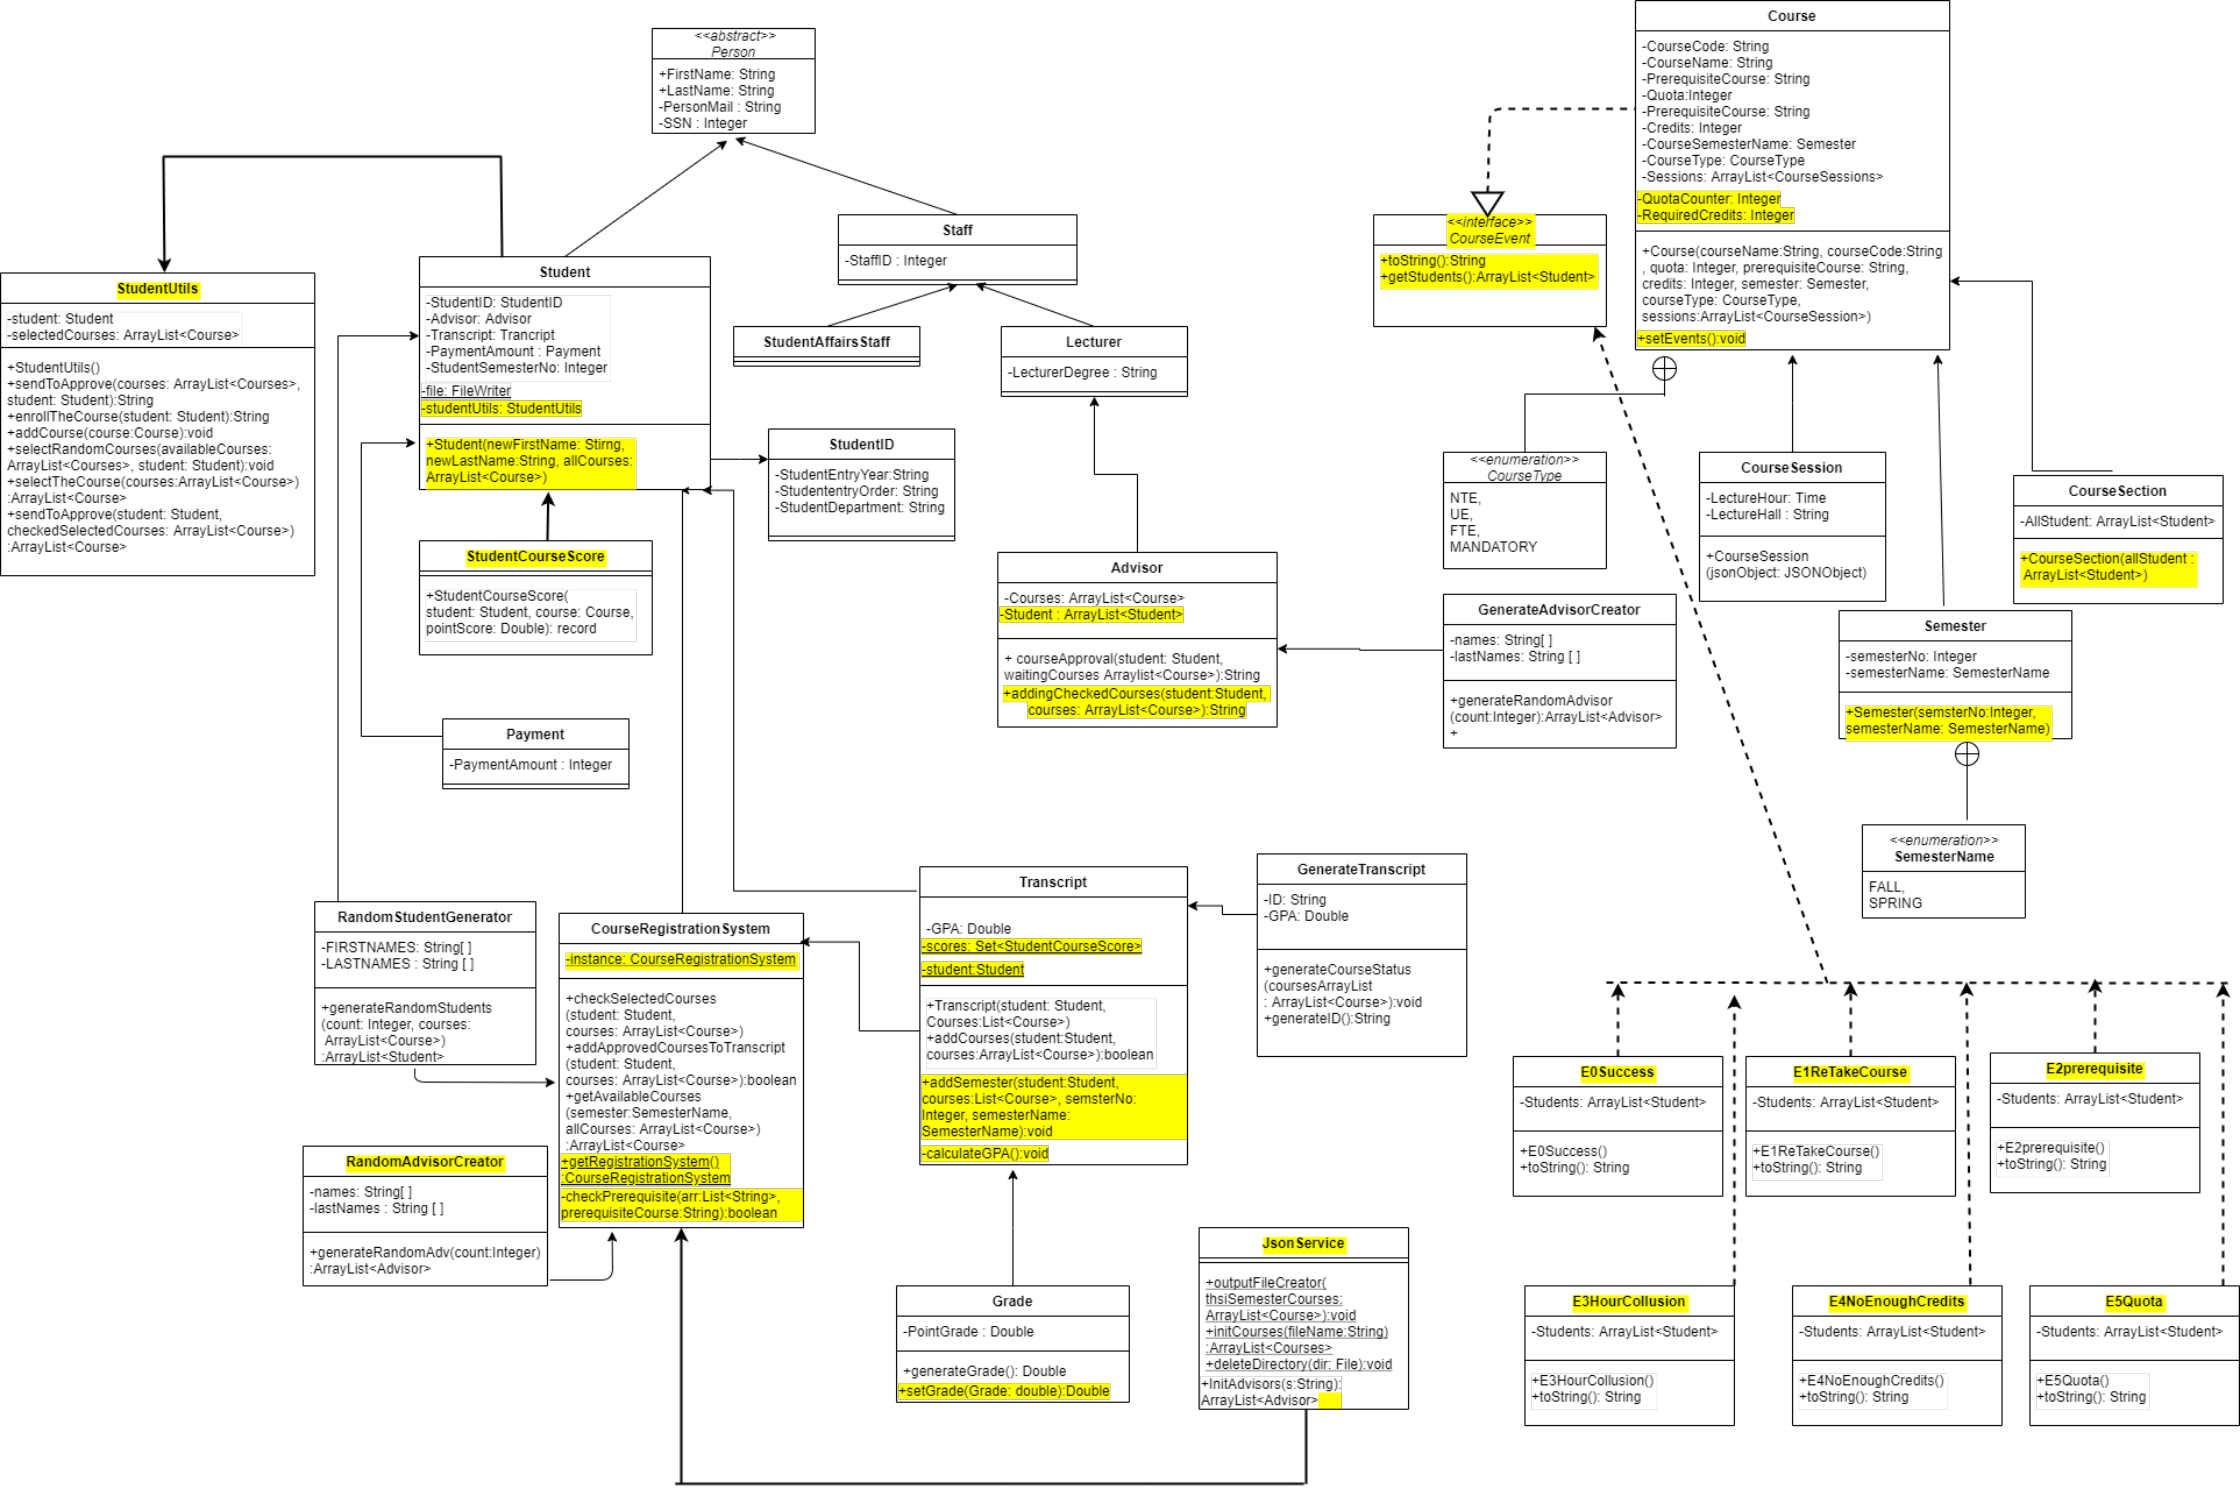 <<abstract>>
Person
+FirstName: String
+LastName: String
-PersonMail : String
-SSN : Integer
Course
-CourseCode: String
-CourseName: String
-PrerequisiteCourse: String
-Quota:Integer
-PrerequisiteCourse: String
-Credits: Integer
-CourseSemesterName: Semester
-CourseType: CourseType
-Sessions: ArrayList<CourseSessions>
-QuotaCounter: Integer
-RequiredCredits: Integer
+Course(courseName:String, courseCode:String
, quota: Integer, prerequisiteCourse: String,
credits: Integer, semester: Semester,
courseType: CourseType,
sessions:ArrayList<CourseSession>)
+setEvents():void
Staff
-StaffID : Integer
<<interface>>
CourseEvent
+toString():String
+getStudents():ArrayList<Student>
StudentUtils
-student: Student
-selectedCourses: ArrayList<Course>
+StudentUtils()
+sendToApprove(courses: ArrayList<Courses>,
student: Student):String
+enrollTheCourse(student: Student):String
+addCourse(course:Course):void
+selectRandomCourses(availableCourses:
ArrayList<Courses>, student: Student):void
+selectTheCourse(courses:ArrayList<Course>)
:ArrayList<Course>
+sendToApprove(student: Student,
checkedSelectedCourses: ArrayList<Course>)
:ArrayList<Course>
Student
-StudentID: StudentID
-Advisor: Advisor
-Transcript: Trancript
-PaymentAmount : Payment
-StudentSemesterNo: Integer
-file: FileWriter
-studentUtils: StudentUtils
+Student(newFirstName: Stirng,
newLastName:String, allCourses:
ArrayList<Course>)
StudentAffairsStaff
Lecturer
-LecturerDegree : String
StudentID
-StudentEntryYear:String
-StudententryOrder: String
-StudentDepartment: String
<<enumeration>>
CourseType
NTE,
UE,
FTE,
MANDATORY
CourseSession
-LectureHour: Time
-LectureHall : String
+CourseSession
(jsonObject: JSONObject)
CourseSection
-AllStudent: ArrayList<Student>
+CourseSection(allStudent :
ArrayList<Student>)
StudentCourseScore
+StudentCourseScore(
student: Student, course: Course,
pointScore: Double): record
Advisor
-Courses: ArrayList<Course>
-Student : ArrayList<Student>
+ courseApproval(student: Student,
waitingCourses Arraylist<Course>):String
+addingCheckedCourses(student:Student,
courses: ArrayList<Course>):String
GenerateAdvisorCreator
-names: String[ ]
-lastNames: String [ ]
+generateRandomAdvisor
(count:Integer):ArrayList<Advisor>
+
Semester
-semesterNo: Integer
-semesterName: SemesterName
+Semester(semsterNo:Integer,
semesterName: SemesterName)
Payment
-PaymentAmount : Integer
<<enumeration>>
SemesterName
FALL,
SPRING
RandomStudentGenerator
-FIRSTNAMES: String[ ]
-LASTNAMES : String [ ]
+generateRandomStudents
(count: Integer, courses:
ArrayList<Course>)
:ArrayList<Student>
CourseRegistrationSystem
-instance: CourseRegistrationSystem
+checkSelectedCourses
(student: Student,
courses: ArrayList<Course>)
+addApprovedCoursesToTranscript
(student: Student,
courses: ArrayList<Course>):boolean
+getAvailableCourses
(semester:SemesterName,
allCourses: ArrayList<Course>)
:ArrayList<Course>
+getRegistrationSystem()
:CourseRegistrationSystem
-checkPrerequisite(arr:List<String>,
prerequisiteCourse:String):boolean
Transcript
-GPA: Double
-scores: Set<StudentCourseScore>
-student:Student
+Transcript(student: Student,
Courses:List<Course>)
+addCourses(student:Student,
courses:ArrayList<Course>):boolean
+addSemester(student:Student,
courses:List<Course>, semsterNo:
Integer, semesterName:
SemesterName):void
-calculateGPA():void
GenerateTranscript
-ID: String
-GPA: Double
+generateCourseStatus
(coursesArrayList
: ArrayList<Course>):void
+generateID():String
RandomAdvisorCreator
-names: String[ ]
-lastNames : String [ ]
+generateRandomAdv(count:Integer)
:ArrayList<Advisor>
Grade
-PointGrade : Double
+generateGrade(): Double
+setGrade(Grade: double):Double
JsonService
+outputFileCreator(
thsiSemesterCourses:
ArrayList<Course>):void
+initCourses(fileName:String)
:ArrayList<Courses>
+deleteDirectory(dir: File):void
+InitAdvisors(s:String):
ArrayList<Advisor>
E0Success
-Students: ArrayList<Student>
+E0Success()
+toString(): String
E1ReTakeCourse
-Students: ArrayList<Student>
+E1ReTakeCourse()
+toString(): String
E2prerequisite
-Students: ArrayList<Student>
+E2prerequisite()
+toString(): String
E3HourCollusion
-Students: ArrayList<Student>
+E3HourCollusion()
+toString(): String
E4NoEnoughCredits
-Students: ArrayList<Student>
+E4NoEnoughCredits()
+toString(): String
E5Quota
-Students: ArrayList<Student>
+E5Quota()
+toString(): String